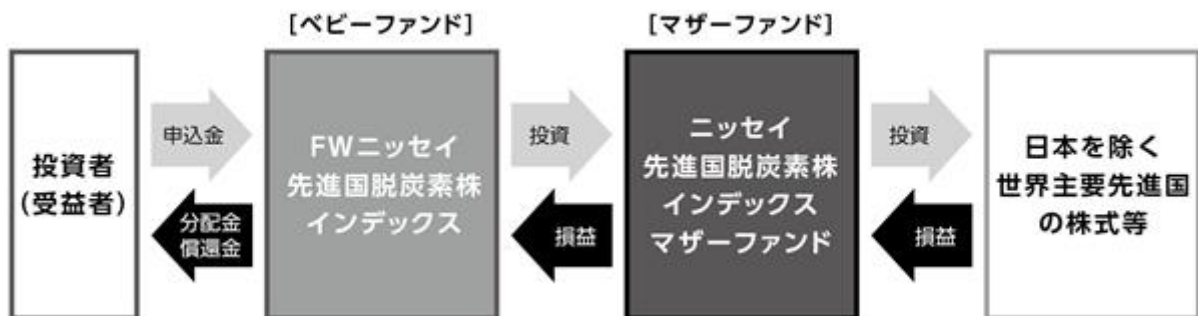 ［ベビーファンド］
［マザーファンド］
投資者
（受益者）
申込金
分配金
償還金
FWニッセイ
先進国脱炭素株
インデックス
投資
損益
ニッセイ
先進国脱炭素株
インデックス
マザーファンド
投資
損益
日本を除く
世界主要先進国
の株式等